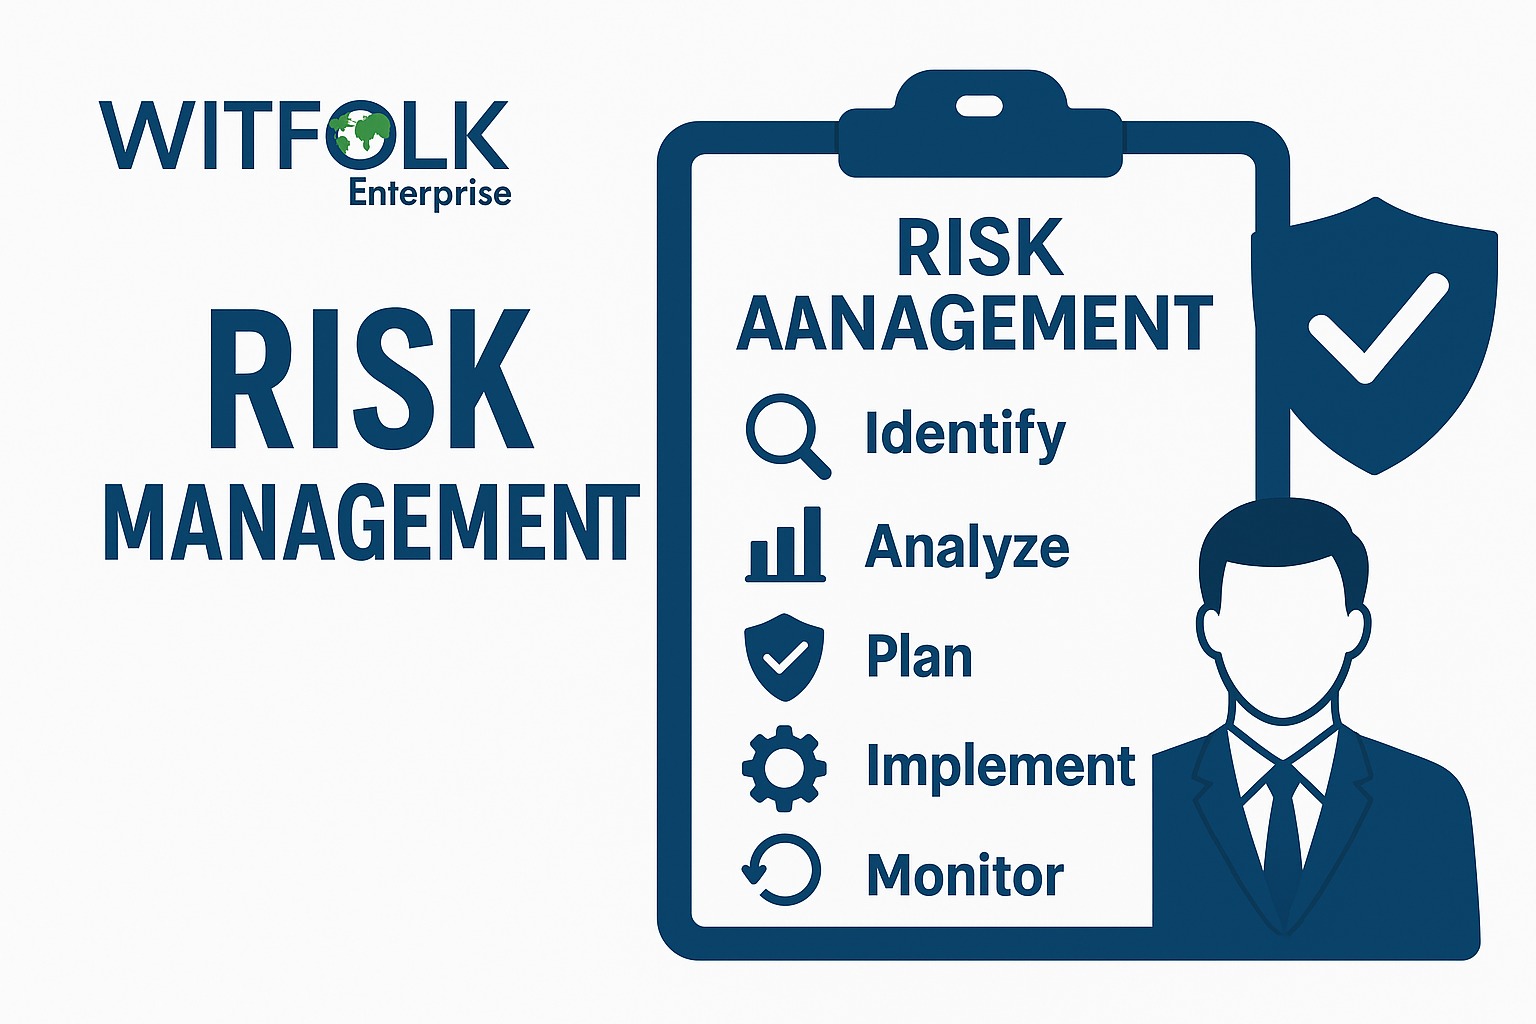 WITFOLK
Enterprise
RISK
MANAGEMENT
RISK
AANAGEMENT
Identify
Analyze
Plan
Implement
Monitor